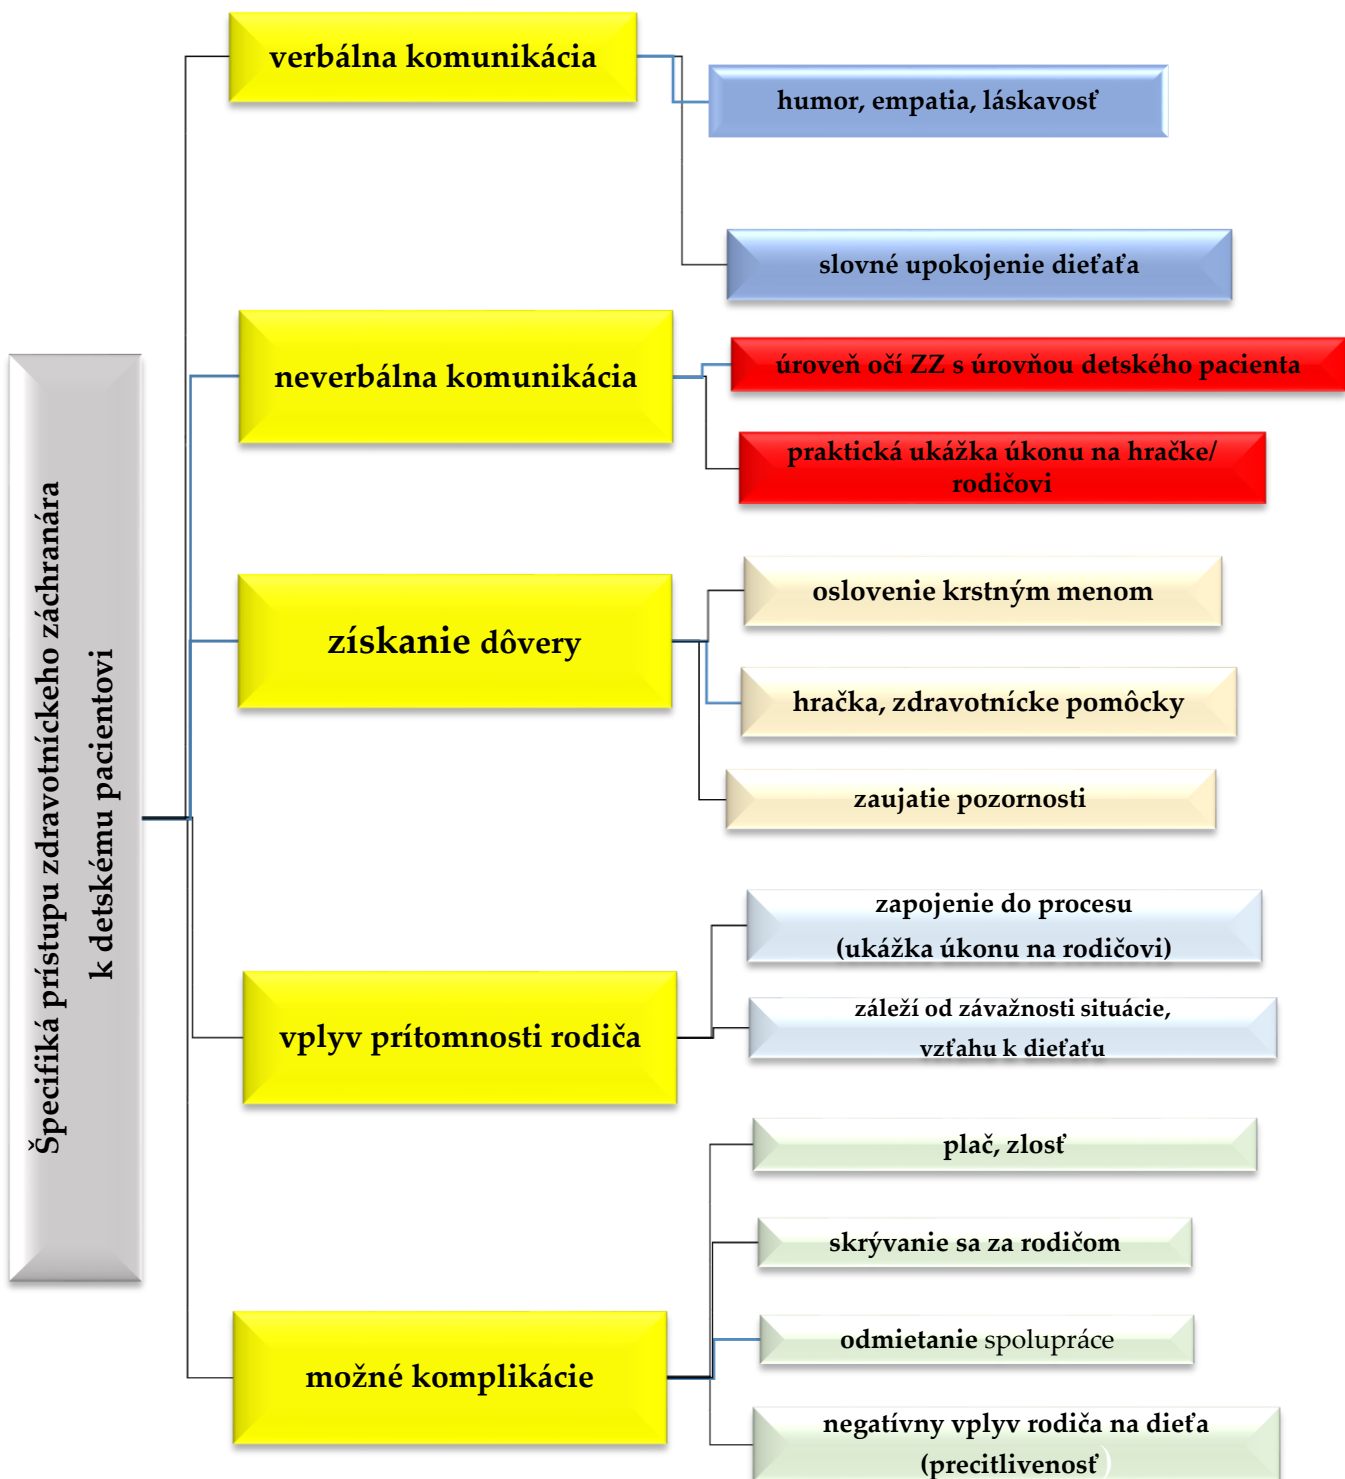 Špecifiká prístupu zdravotníckeho záchranára
k detskému pacientovi
verbálna komunikácia
humor, empatia, láskavosť
slovné upokojenie dieťaťa
neverbálna komunikácia
úroveň očí ZZ s úrovňou detského pacienta
praktická ukážka úkonu na hračke/
rodičovi
získanie dôvery
oslovenie krstným menom
hračka, zdravotnícke pomôcky
zaujatie pozornosti
vplyv prítomnosti rodiča
zapojenie do procesu
(ukážka úkonu na rodičovi)
záleží od závažnosti situácie,
vzťahu k dieťaťu
možné komplikácie
plač, zlosť
skrývanie sa za rodičom
odmietanie spolupráce
negatívny vplyv rodiča na dieťa
(precitlivenosť)